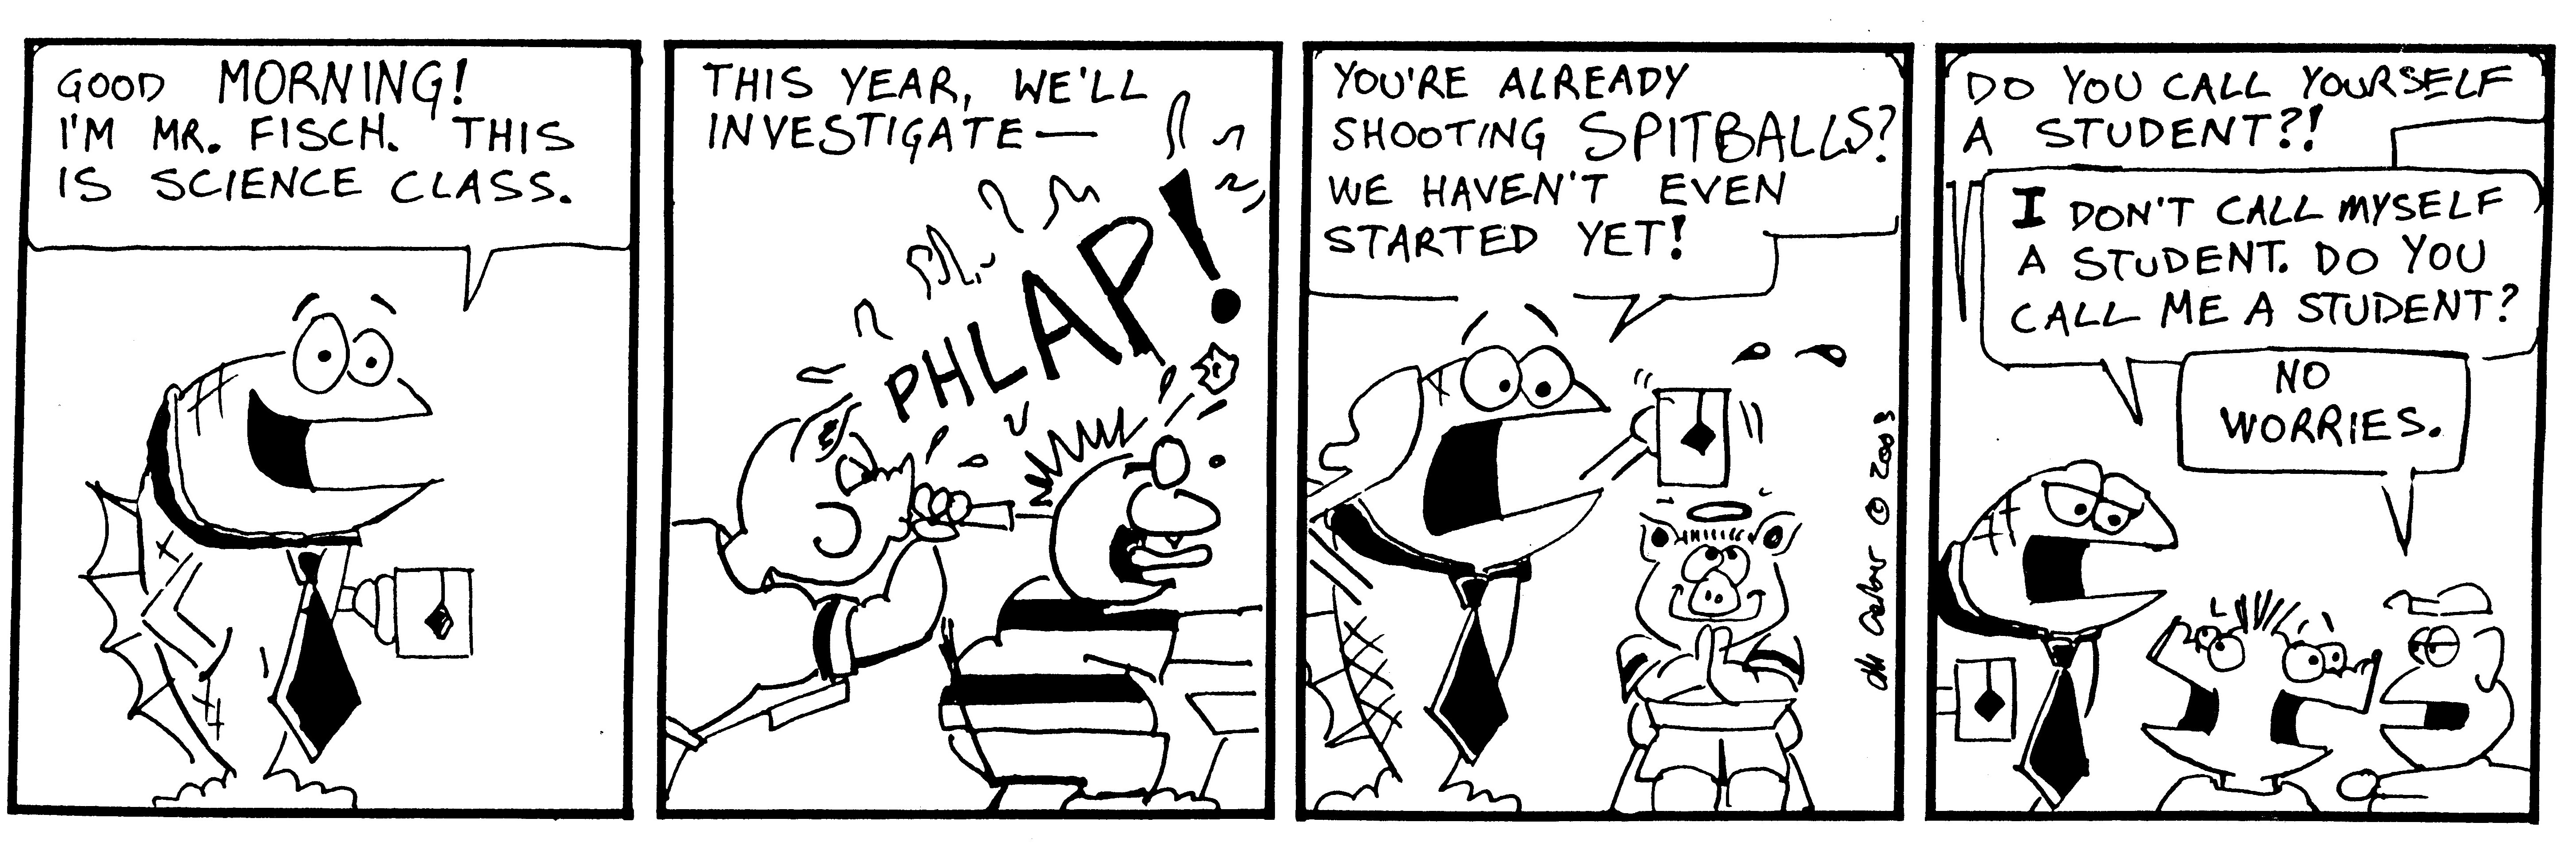 GOOD MORNING!
I'M MR. FISCH. THIS
IS SCIENCE CLASS.
THIS YEAR, WE'LL
INVESTIGATE—
PHLAP!
YOU'RE ALREADY
SHOOTING SPITBALLS?
WE HAVEN'T EVEN
STARTED YET!
© 2003
DO YOU CALL YOURSELF
A STUDENT?!
I DON'T CALL MYSELF
A STUDENT. DO YOU
CALL ME A STUDENT?
NO
WORRIES.